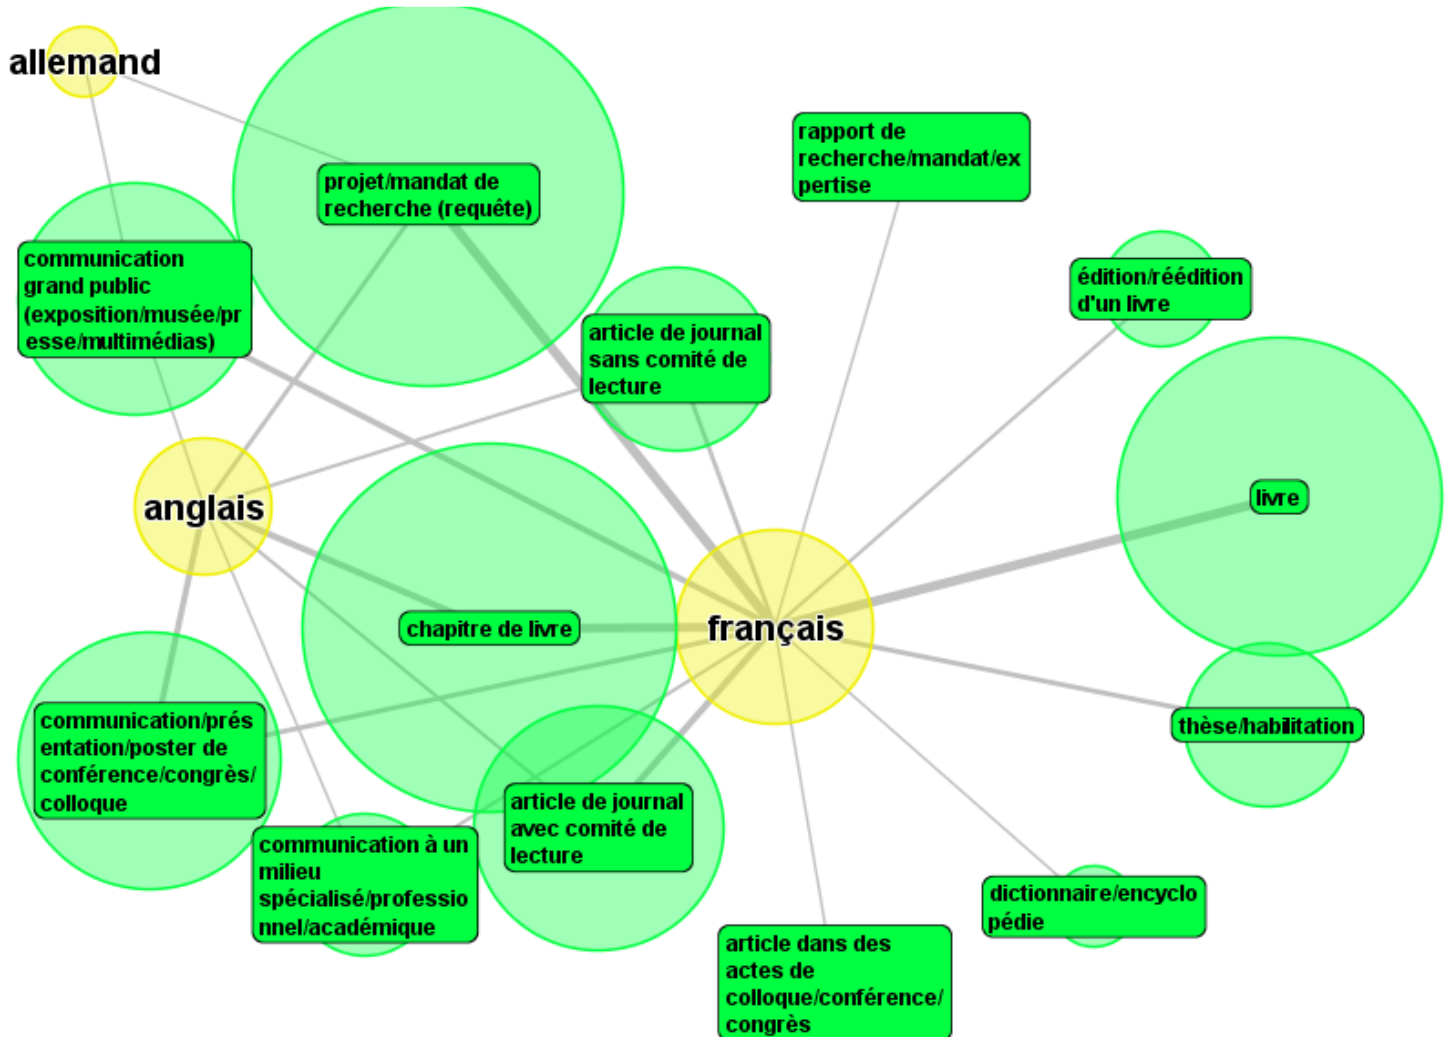 allemand
projet/mandat de
recherche (requête)
rapport de
recherche/mandat/ex
pertise
communication
grand public
(exposition/musée/pr
esse/multimédias)
édition/réédition
d'un livre
article de journal
sans comité de
lecture
livre
anglais
chapitre de livre
français
communication/prés
entation/poster de
conférence/congrès/
colloque
thèse/habilitation
article de journal
avec comité de
lecture
communication à un
milieu
spécialisé/professio
nnel/académique
dictionnaire/encyclo
pédie
article dans des
actes de
colloque/conférence/
congrès